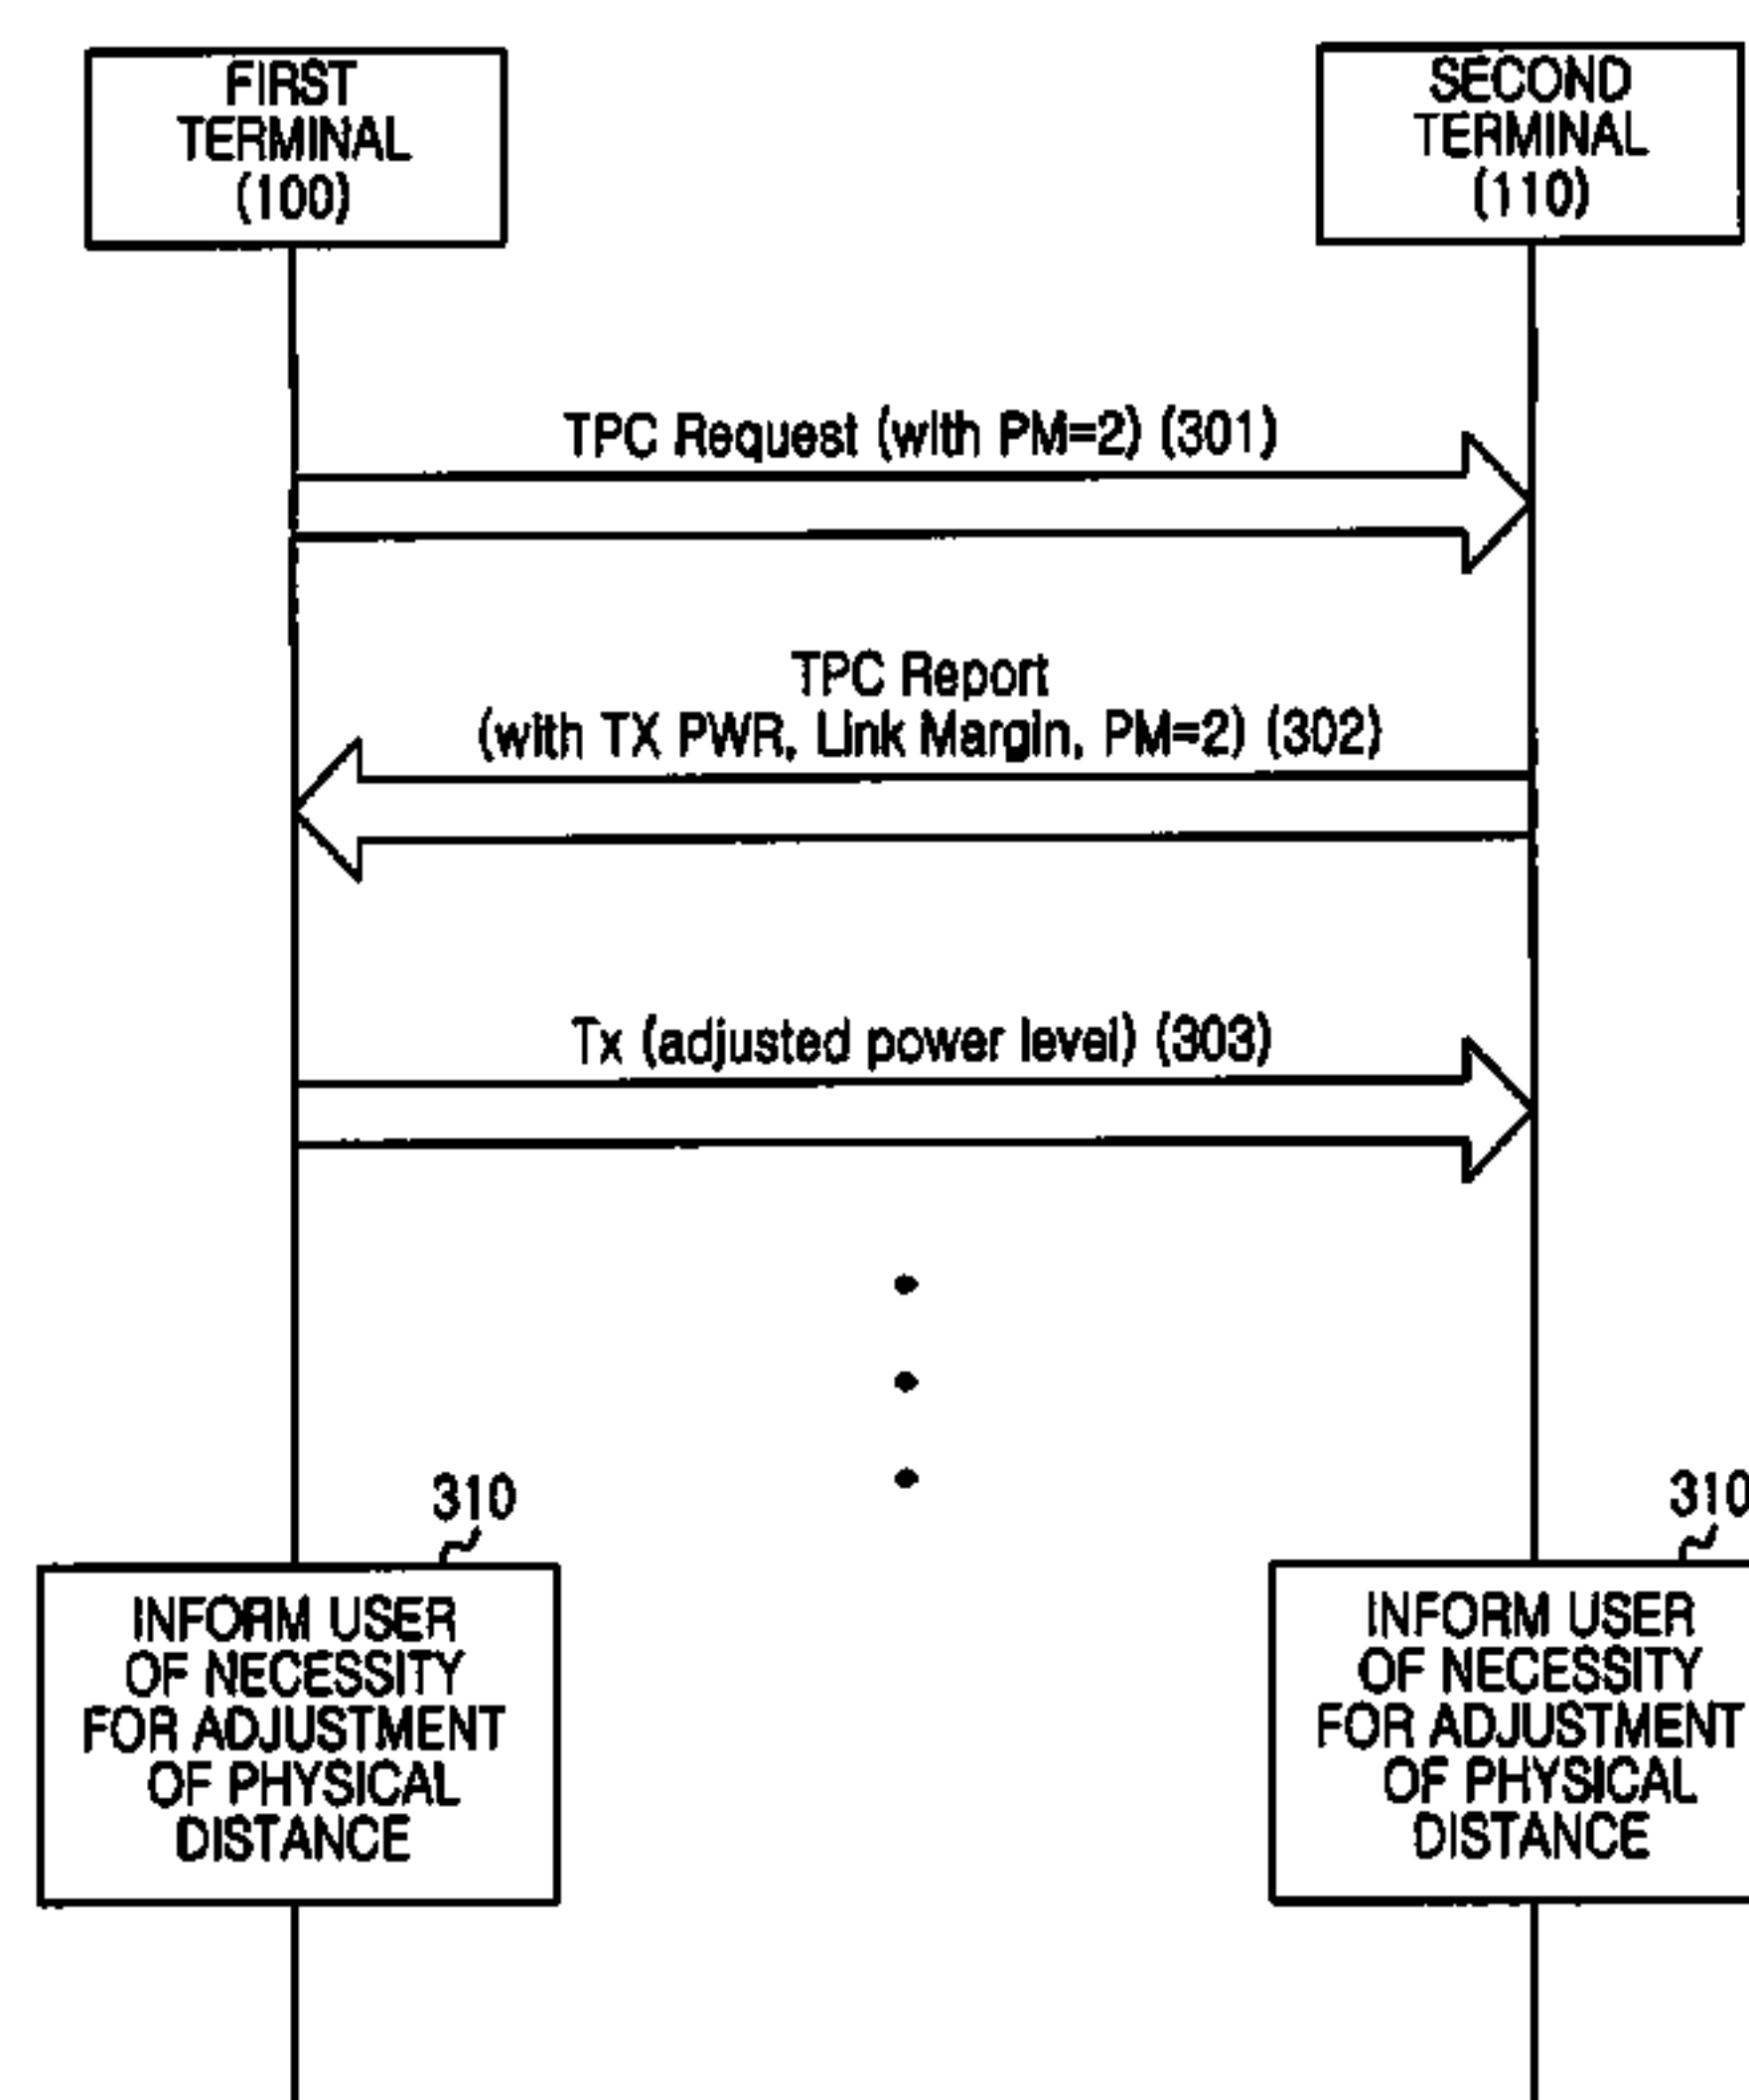 FIRST
TERMINAL
(100)
SECOND
TERMINAL
(110)
TPC Request (with PM=2) (301)
TPC Report
(with TX PWR, Link Margin, PM=2) (302)
Tx (adjusted power level) (303)
310
INFORM USER
OF NECESSITY
FOR ADJUSTMENT
OF PHYSICAL
DISTANCE
310
INFORM USER
OF NECESSITY
FOR ADJUSTMENT
OF PHYSICAL
DISTANCE